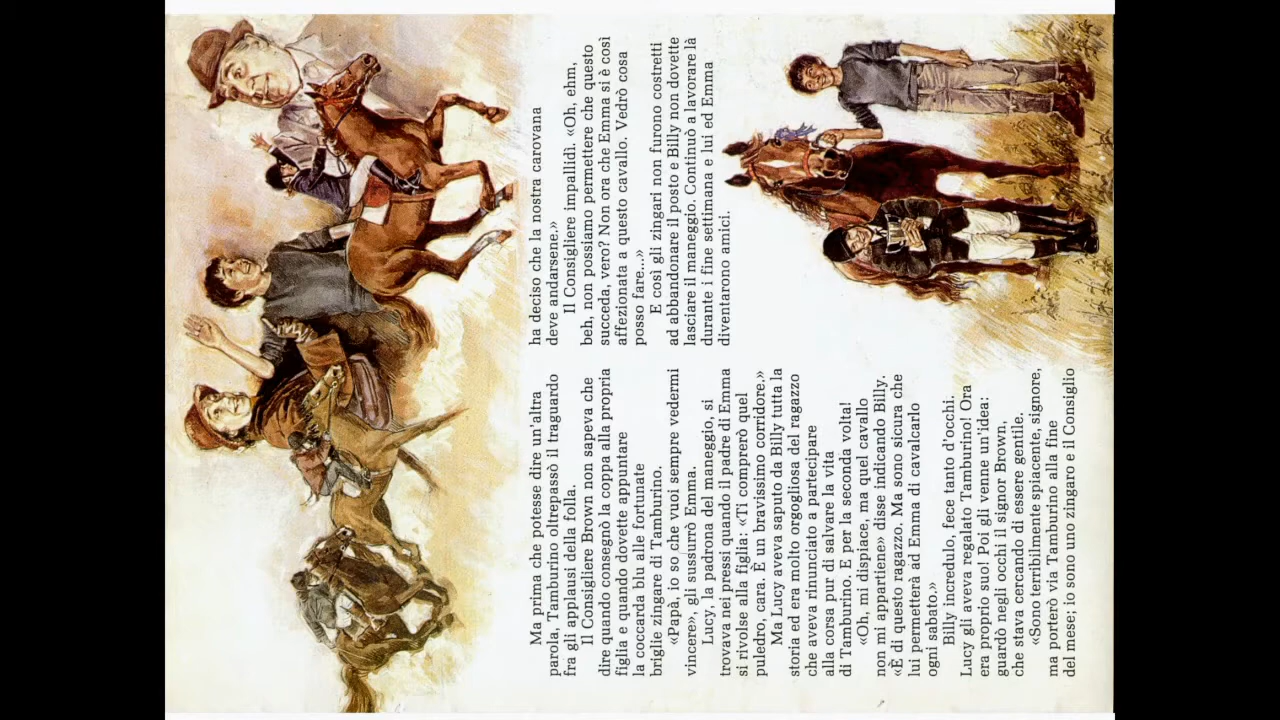 Ma prima che potesse dire un'altra
parola, Tamburino oltrepassò il traguardo
fra gli applausi della folla.
Il Consigliere Brown non sapeva che
dire quando consegnò la coppa alla propria
figlia e quando dovette appuntare
la coccarda blu alle fortunate
briglie zingare di Tamburino.
«Papà, io so che vuoi sempre vedermi
vincere», gli sussurrò Emma.
Lucy, la padrona del maneggio, si
trovava nei pressi quando il padre di Emma
si rivolse alla figlia: «Ti comprerò quel
puledro, cara. È un bravissimo corridore.»
Ma Lucy aveva saputo da Billy tutta la
storia ed era molto orgogliosa del ragazzo
che aveva rinunciato a partecipare
alla corsa pur di salvare la vita
di Tamburino. E per la seconda volta!
«Oh, mi dispiace, ma quel cavallo
non mi appartiene» disse indicando Billy.
«È di questo ragazzo. Ma sono sicura che
lui permetterà ad Emma di cavalcarlo
ogni sabato.»
Billy incredulo, fece tanto d'occhi.
Lucy gli aveva regalato Tamburino! Ora
era proprio suo! Poi gli venne un'idea:
guardò negli occhi il signor Brown,
che stava cercando di essere gentile.
«Sono terribilmente spiacente, signore,
ma porterò via Tamburino alla fine
del mese; io sono uno zingaro e il Consiglio
ha deciso che la nostra carovana
deve andarsene.»
Il Consigliere impallidì. «Oh, ehm,
beh, non possiamo permettere che questo
succeda, vero? Non ora che Emma si è così
affezionata a questo cavallo. Vedrò cosa
posso fare...»
E così gli zingari non furono costretti
ad abbandonare il posto e Billy non dovette
lasciare il maneggio. Continuò a lavorare là
durante i fine settimana e lui ed Emma
diventarono amici.